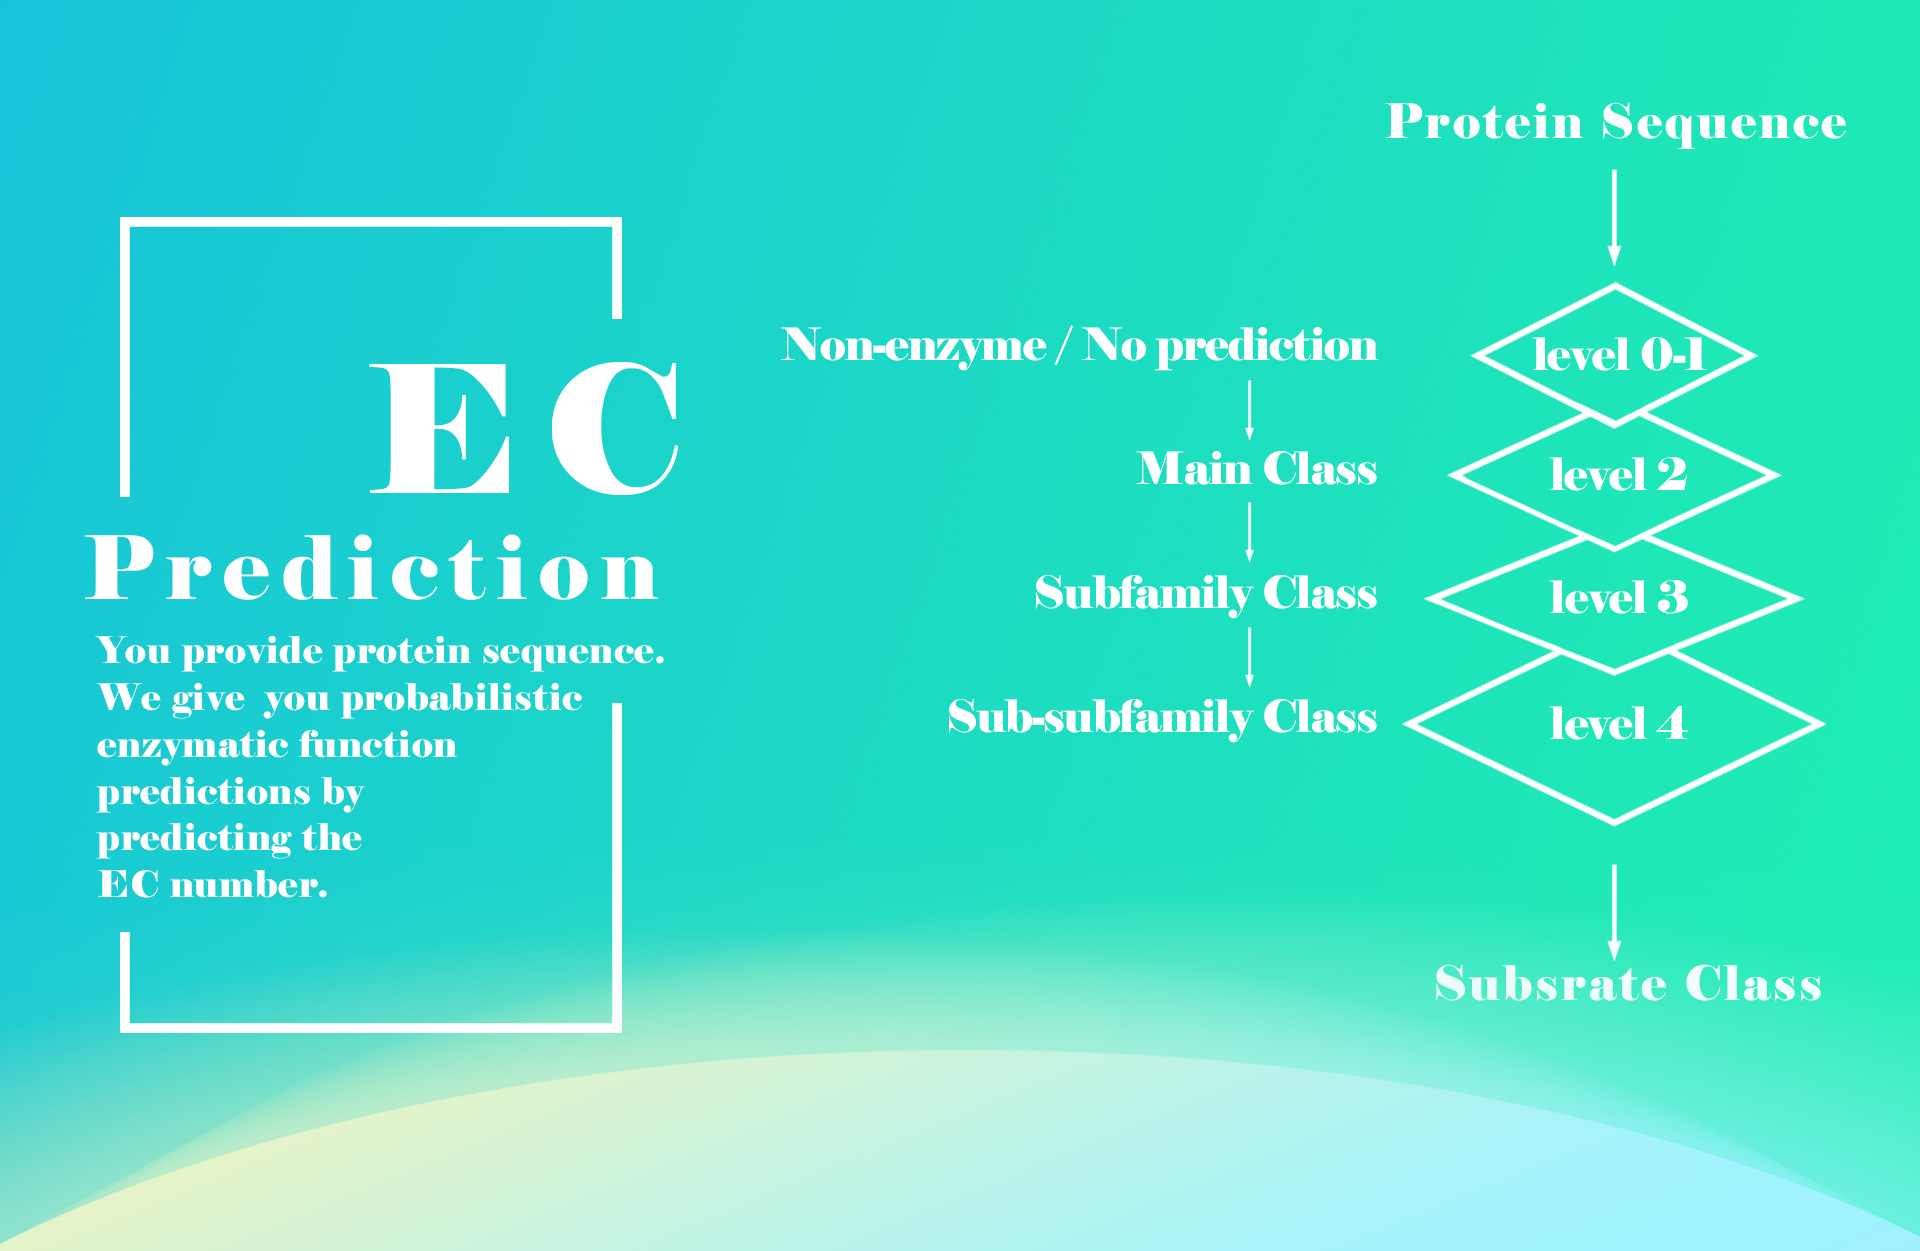 EC
Prediction
You provide protein sequence.
We give you probabilistic
enzymatic function
predictions by
predicting the
EC number.
Protein Sequence
Non-enzyme / No prediction
level 0-1
Main Class
level 2
Subfamily Class
level 3
Sub-subfamily Class
level 4
Subsrate Class